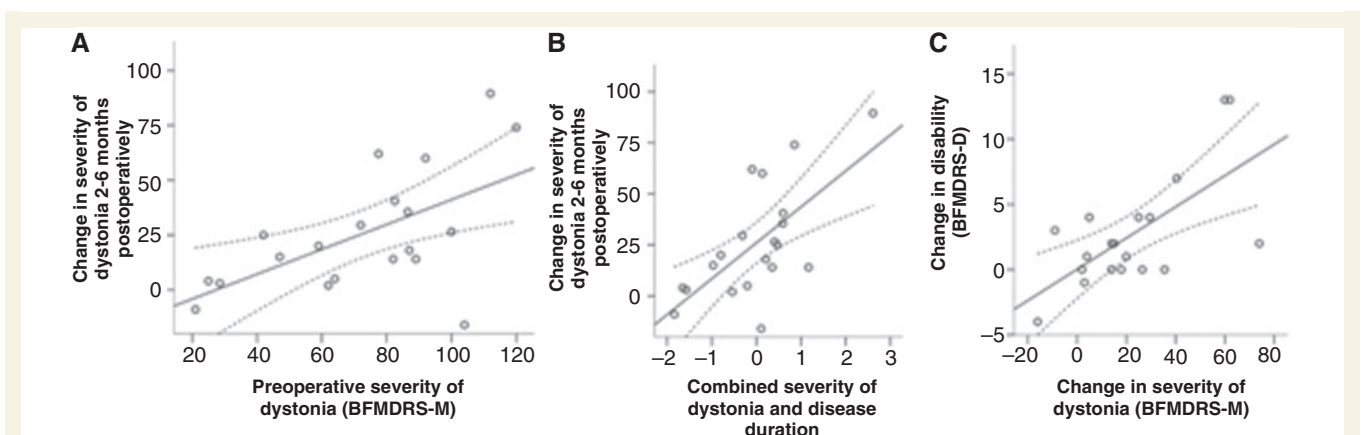 A
Change in severity of
dystonia 2-6 months
postoperatively
100
75
50
25
0
20 40 60 80 100 120
Preoperative severity of
dystonia (BFMDRS-M)
B
Change in severity of
dystonia 2-6 months
postoperatively
100
75
50
25
0
−2 −1 0 1 2 3
Combined severity of
dystonia and disease
duration
C
Change in disability
(BFMDRS-D)
15
10
5
0
−5
−20 0 20 40 60 80
Change in severity of
dystonia (BFMDRS-M)